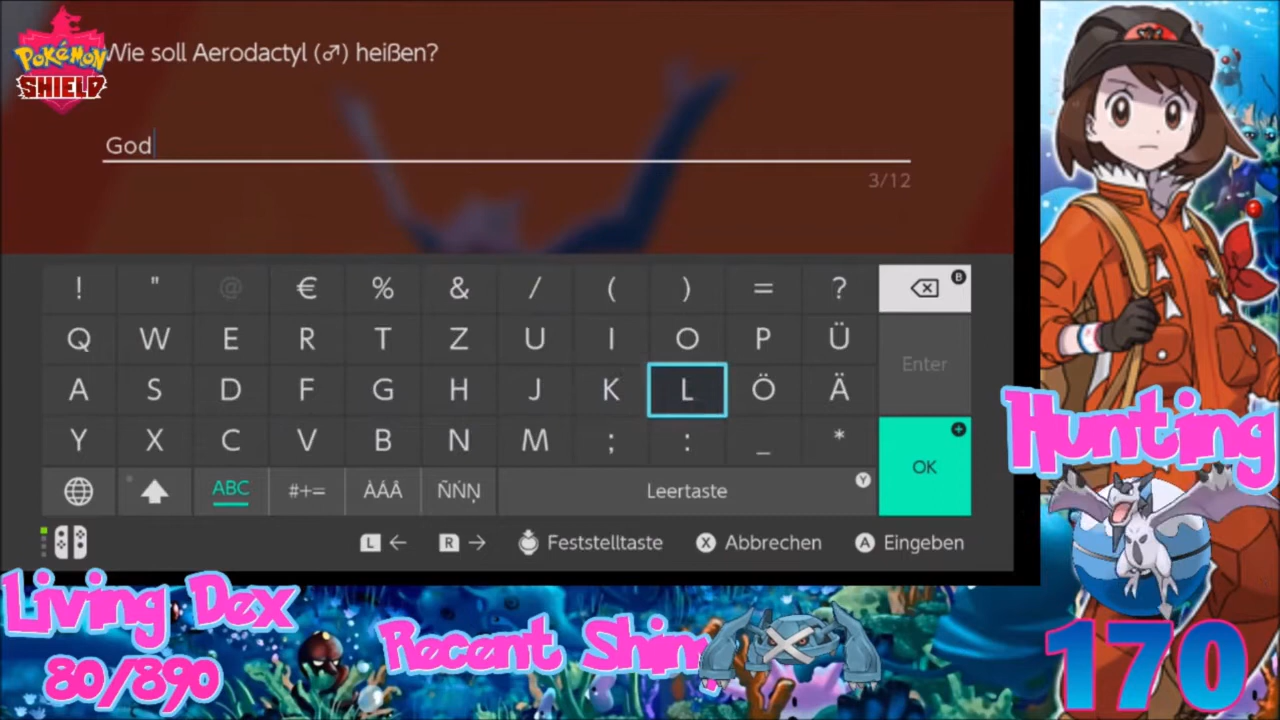 POKÉMON
SHIELD
Wie soll Aerodactyl (♂) heißen?
God
3/12
! " @ € % & / ( ) = ? B
Q W E R T Z U I O P Ü
Enter
A S D F G H J K L Ö Ä
Y X C V B N M ; : _ *
+
OK
ABC #+= ÀÁÂ ÑŃŅ Leertaste Y
L ← R → Feststelltaste X Abbrechen A Eingeben
Hunting
170
Living Dex
80/890
Recent Shiny